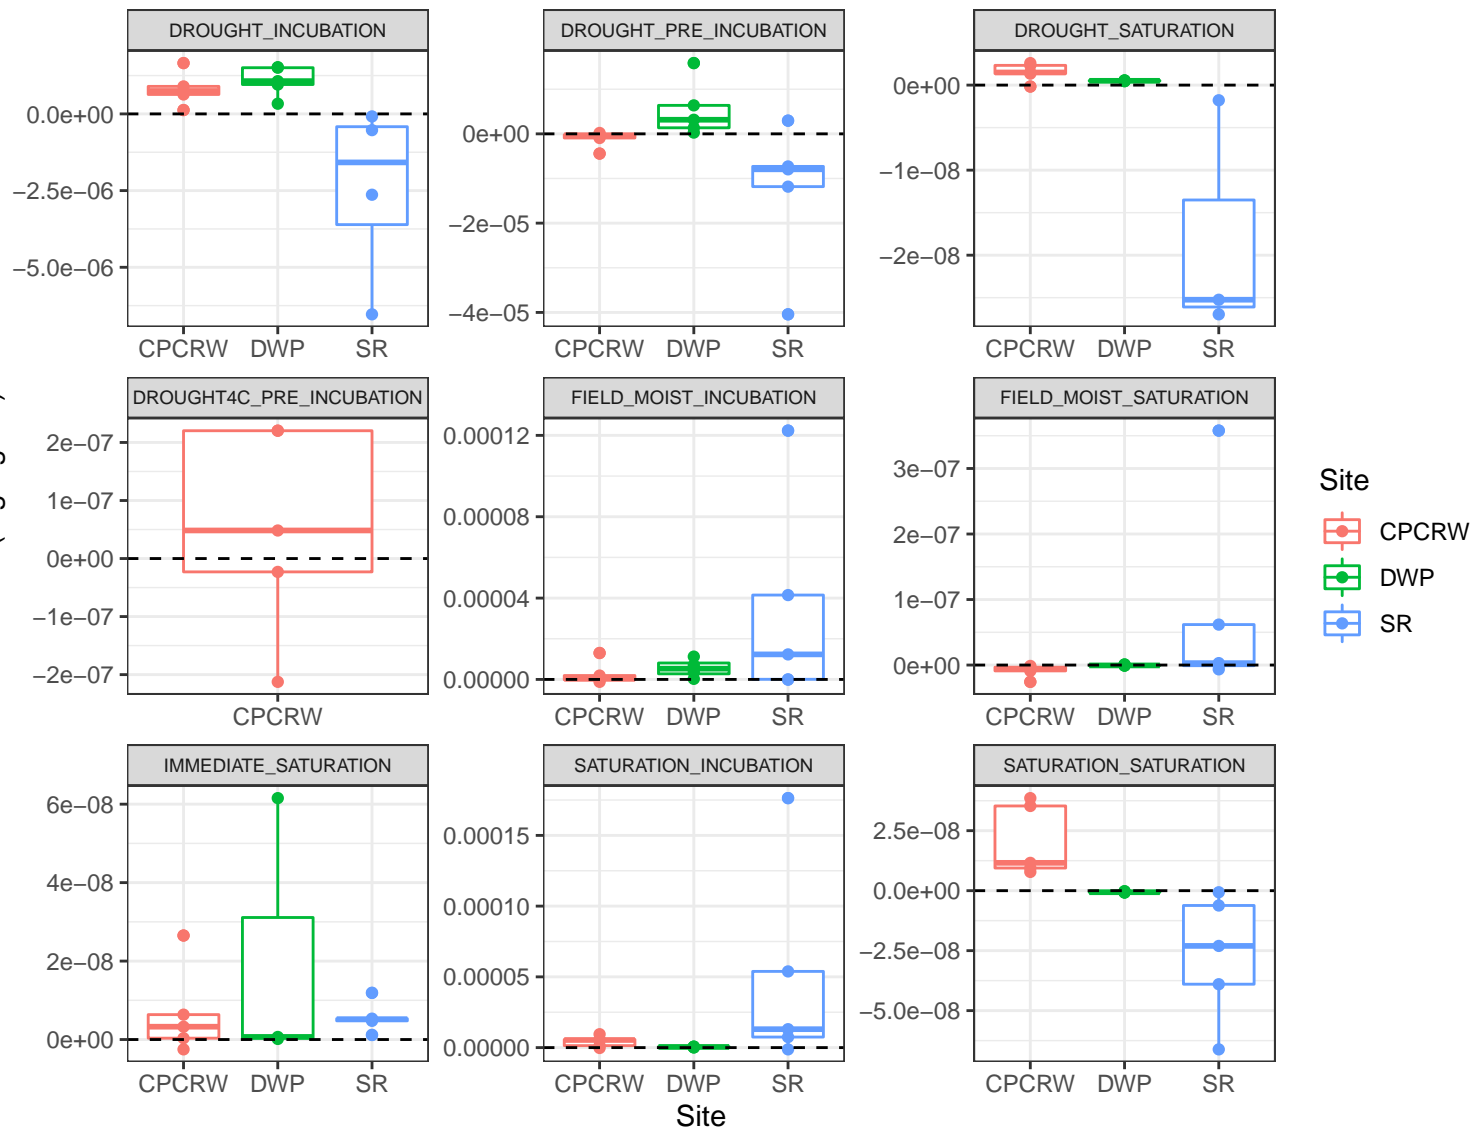 DROUGHT_INCUBATION
DROUGHT_PRE_INCUBATION
DROUGHT_SATURATION
0.0e+00
−2.5e−06
−5.0e−06
0e+00
−2e−05
−4e−05
0e+00
−1e−08
−2e−08
CPCRW DWP SR
CPCRW DWP SR
CPCRW DWP SR
DROUGHT4C_PRE_INCUBATION
FIELD_MOIST_INCUBATION
FIELD_MOIST_SATURATION
2e−07
1e−07
0e+00
−1e−07
−2e−07
0.00012
0.00008
0.00004
0.00000
3e−07
2e−07
1e−07
0e+00
CPCRW
CPCRW DWP SR
CPCRW DWP SR
IMMEDIATE_SATURATION
SATURATION_INCUBATION
SATURATION_SATURATION
6e−08
4e−08
2e−08
0e+00
0.00015
0.00010
0.00005
0.00000
2.5e−08
0.0e+00
−2.5e−08
−5.0e−08
CPCRW DWP SR
CPCRW DWP SR
CPCRW DWP SR
Site
Site
CPCRW
DWP
SR